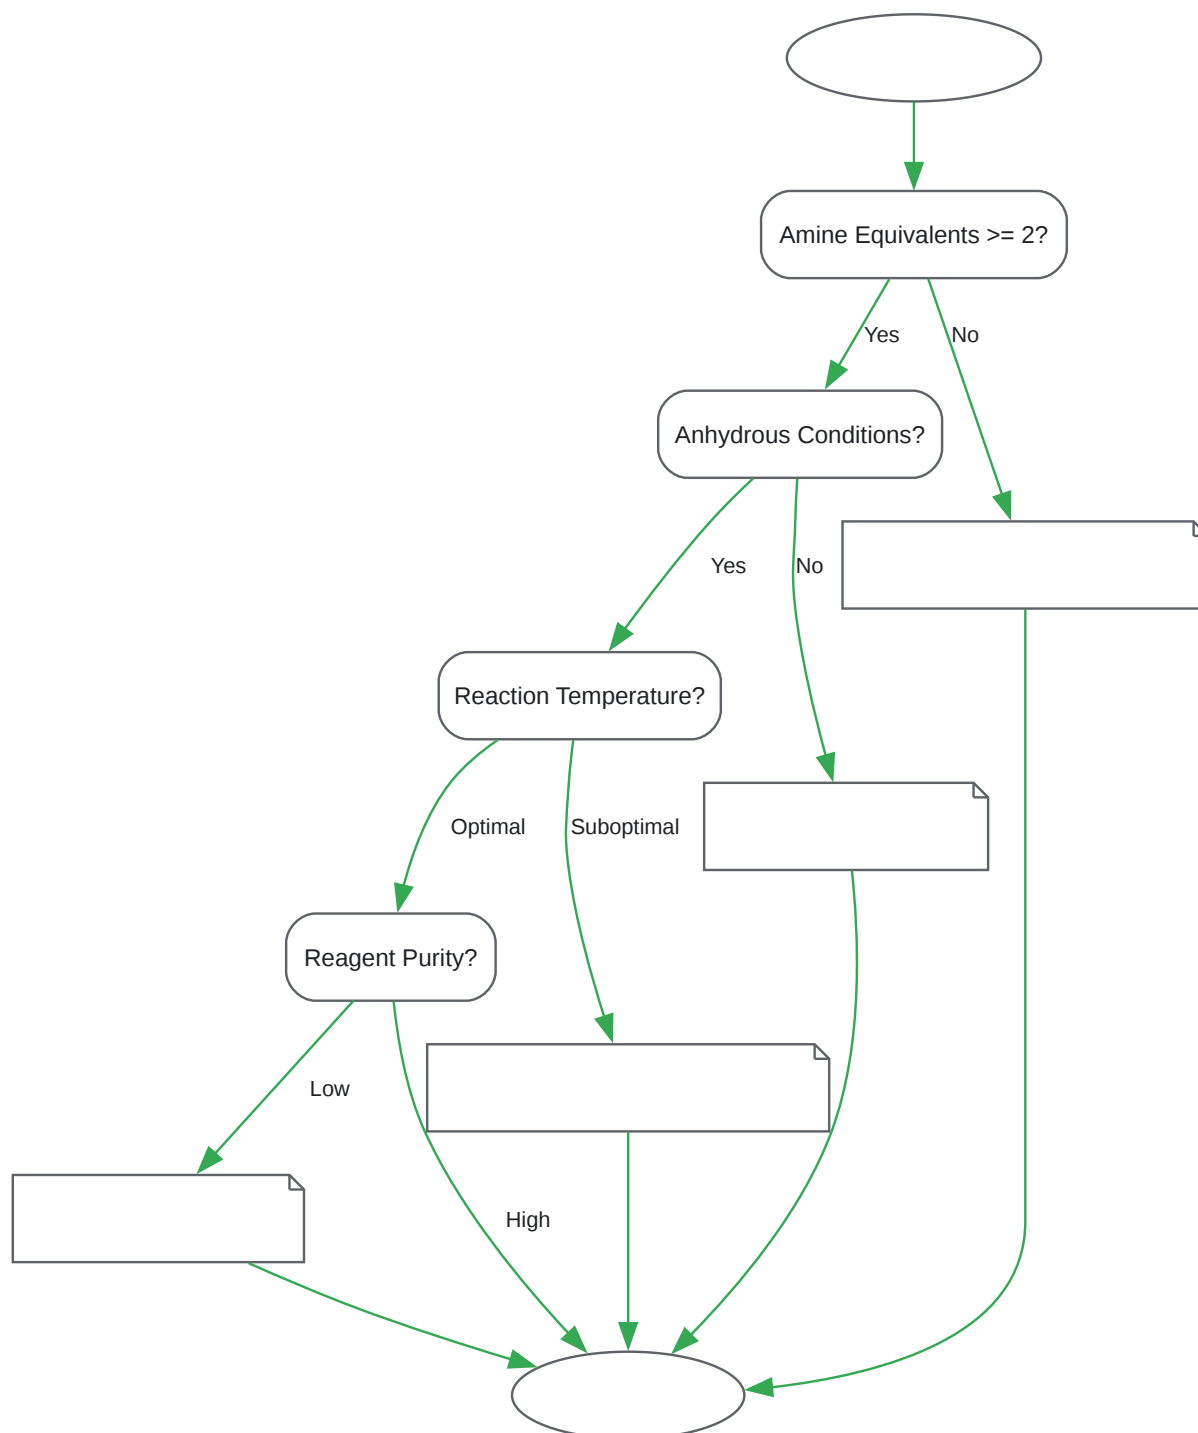 Amine Equivalents >= 2?
Yes
No
Anhydrous Conditions?
Yes
No
Reaction Temperature?
Optimal
Suboptimal
Reagent Purity?
Low
High